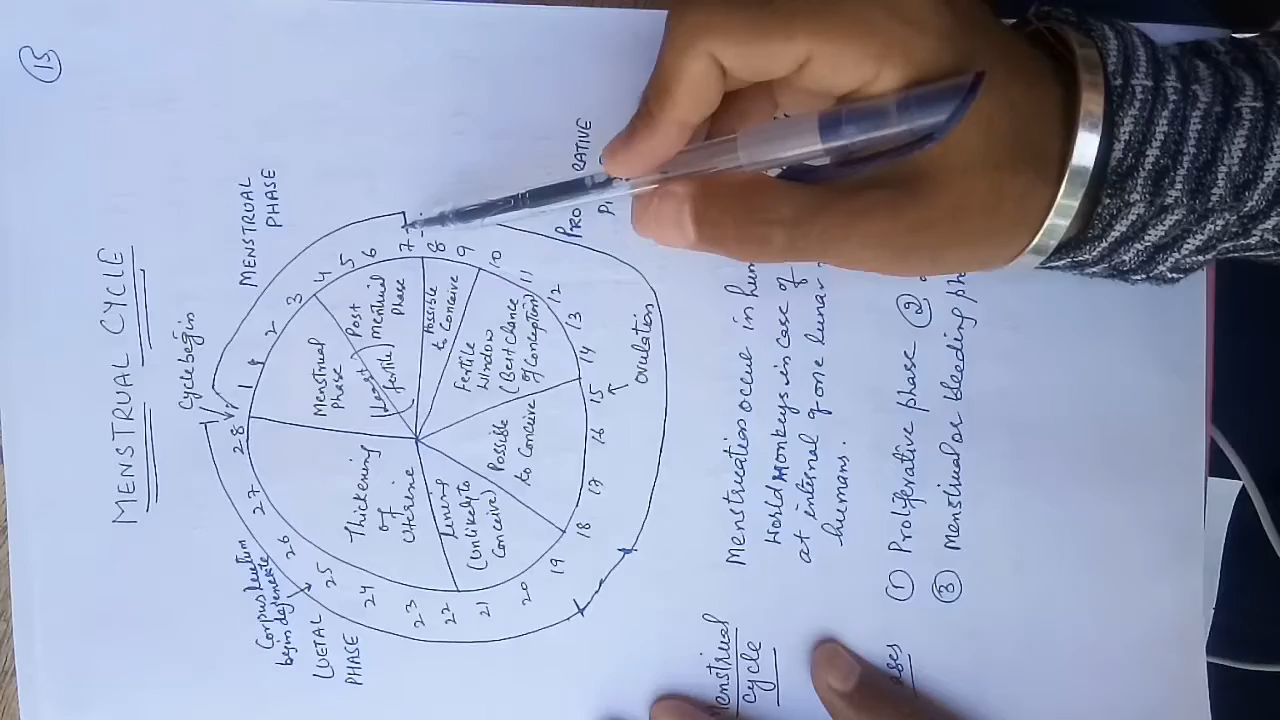 13
MENSTRUAL CYCLE
Cycle begin
MENSTRUAL
PHASE
1
2
3
4
5
6
7
8
9
10
11
12
13
14
15
16
17
18
19
20
21
22
23
24
25
26
27
28
Menstrual
Phase
Post
menstrual
Phase
(Least
fertile)
Possible
to Conceive
Fertile
Window
(Best Chance
of Conception)
Possible
to Conceive
Thickening
of
Uterine
Lining
(Unlikely to
Conceive)
Ovulation
Corpus luetum
begin degenerate
LUETAL
PHASE
Menstrual
cycle
Menstruation occur in
World Monkeys in case of
at interval of one lunar
humans.
① Proliferative phase ②
③ Menstrual or bleeding